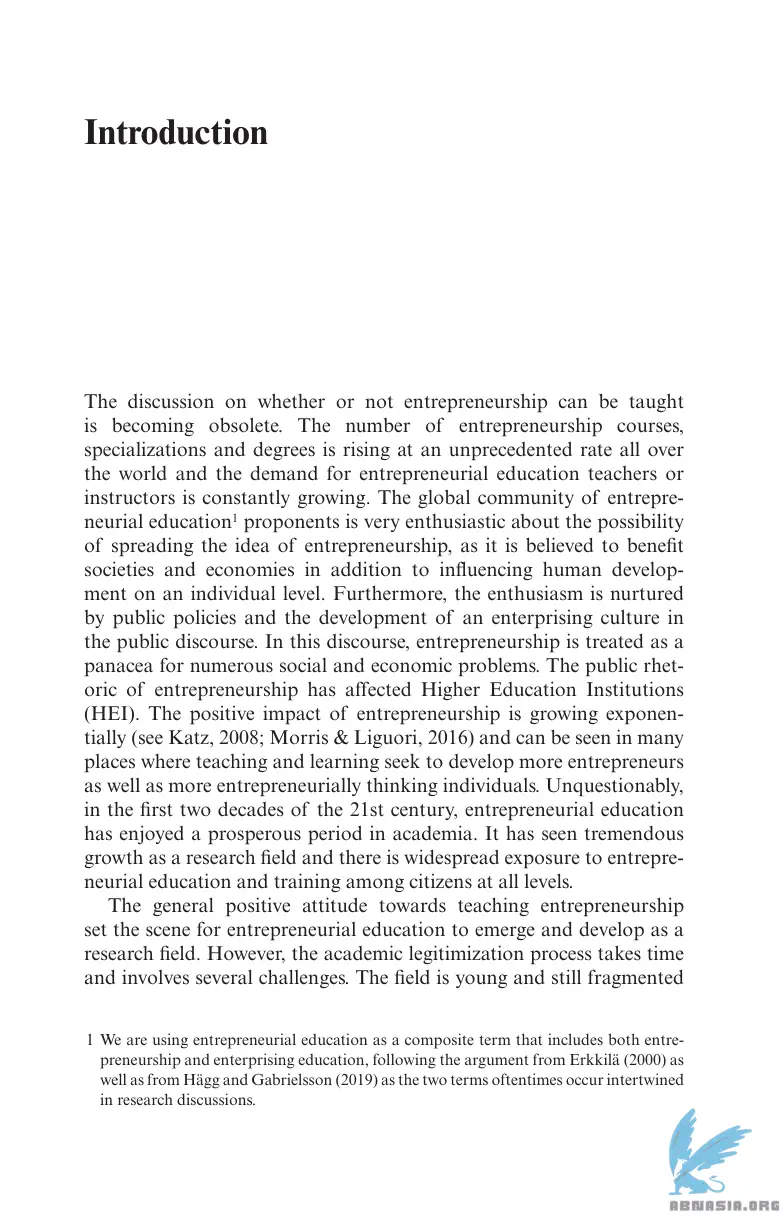 Introduction
The discussion on whether or not entrepreneurship can be taught
is becoming obsolete. The number of entrepreneurship courses,
specializations and degrees is rising at an unprecedented rate all over
the world and the demand for entrepreneurial education teachers or
instructors is constantly growing. The global community of entrepre-
neurial education1 proponents is very enthusiastic about the possibility
of spreading the idea of entrepreneurship, as it is believed to benefit
societies and economies in addition to influencing human develop-
ment on an individual level. Furthermore, the enthusiasm is nurtured
by public policies and the development of an enterprising culture in
the public discourse. In this discourse, entrepreneurship is treated as a
panacea for numerous social and economic problems. The public rhet-
oric of entrepreneurship has affected Higher Education Institutions
(HEI). The positive impact of entrepreneurship is growing exponen-
tially (see Katz, 2008; Morris & Liguori, 2016) and can be seen in many
places where teaching and learning seek to develop more entrepreneurs
as well as more entrepreneurially thinking individuals. Unquestionably,
in the first two decades of the 21st century, entrepreneurial education
has enjoyed a prosperous period in academia. It has seen tremendous
growth as a research field and there is widespread exposure to entrepre-
neurial education and training among citizens at all levels.
The general positive attitude towards teaching entrepreneurship
set the scene for entrepreneurial education to emerge and develop as a
research field. However, the academic legitimization process takes time
and involves several challenges. The field is young and still fragmented
1 We are using entrepreneurial education as a composite term that includes both entre-
preneurship and enterprising education, following the argument from Erkkilä (2000) as
well as from Hägg and Gabrielsson (2019) as the two terms oftentimes occur intertwined
in research discussions.
ABNASIA.ORG